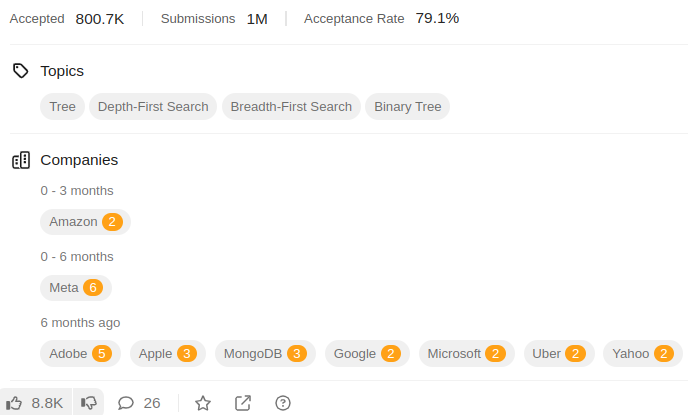 Accepted 800.7K Submissions 1M Acceptance Rate 79.1%
Topics
Tree Depth-First Search Breadth-First Search Binary Tree
Companies
0 - 3 months
Amazon 2
0 - 6 months
Meta 6
6 months ago
Adobe 5 Apple 3 MongoDB 3 Google 2 Microsoft 2 Uber 2 Yahoo 2
8.8K 26